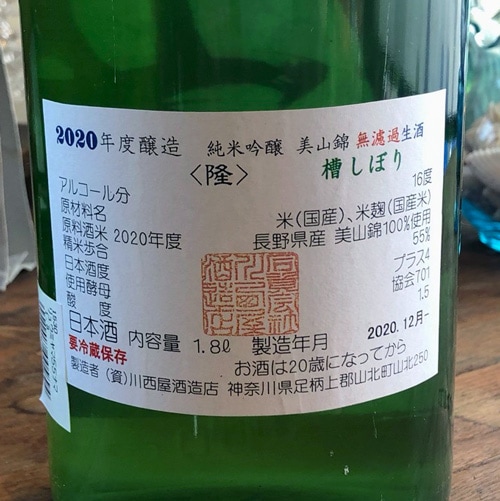 2020年度醸造 純米吟醸 美山錦 無濾過生酒
〈隆〉 槽しぼり
アルコール分 16度
原材料名 米(国産)、米麹(国産米)
原料酒米 2020年度 長野県産 美山錦100%使用
精米歩合 55%
日本酒度 プラス4
使用酵母 協会701
酸度 1.5
日本酒 内容量 1.8ℓ 製造年月 2020.12月-
要冷蔵保存 お酒は20歳になってから
製造者 (資)川西屋酒造店 神奈川県足柄上郡山北町山北250